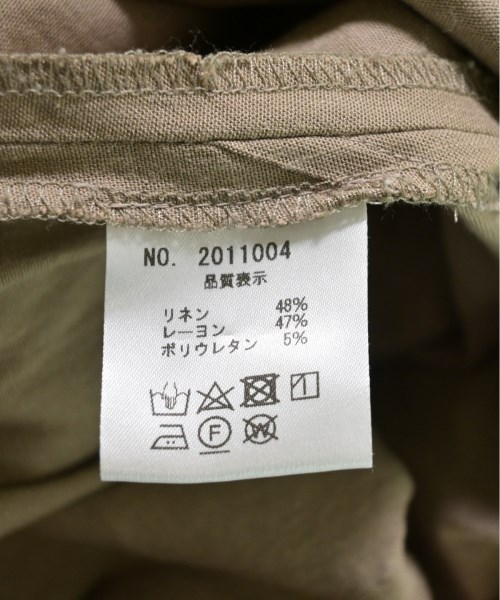 NO. 2011004
品質表示
リネン 48%
レーヨン 47%
ポリウレタン 5%
F W